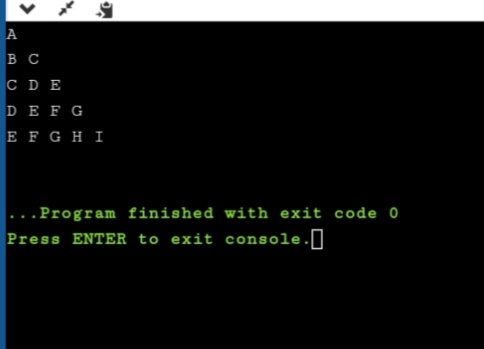 A
B C
C D E
D E F G
E F G H I
...Program finished with exit code 0
Press ENTER to exit console.